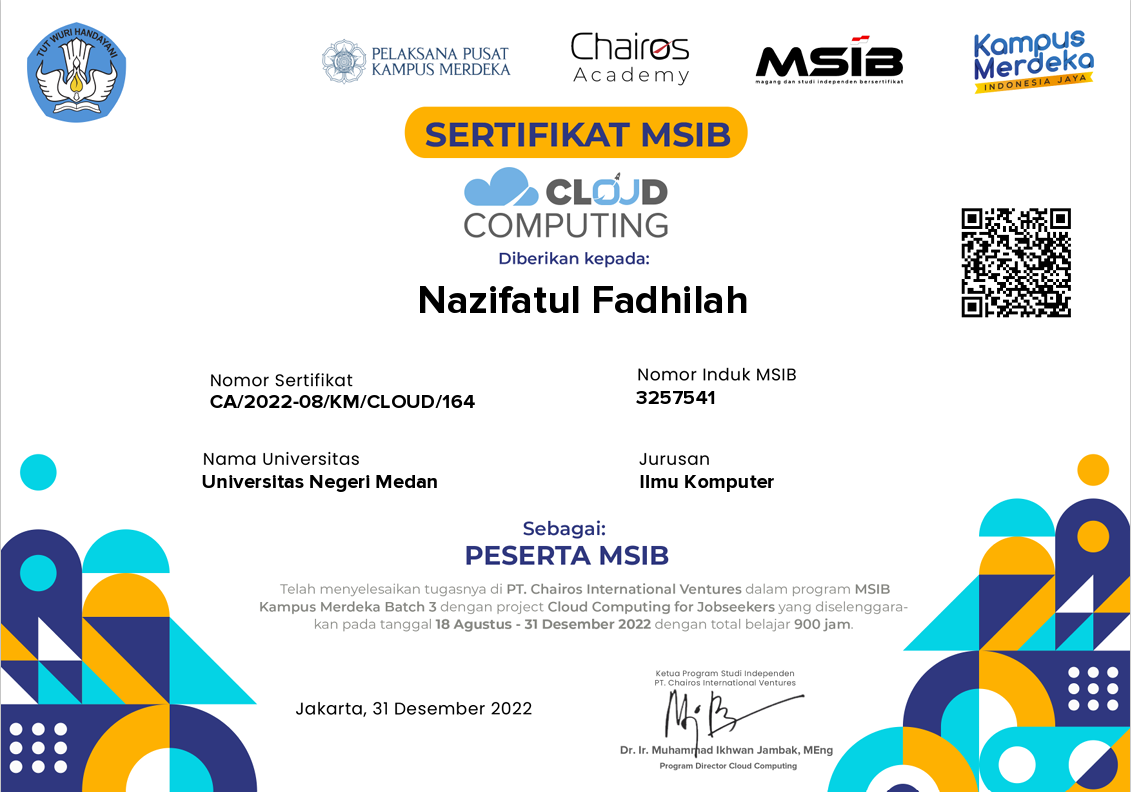 TUT WURI HANDAYANI
PELAKSANA PUSAT
KAMPUS MERDEKA
Chairos
Academy
MSIB
magang dan studi independen bersertifikat
Kampus
Merdeka
INDONESIA JAYA
SERTIFIKAT MSIB
CLOUD
COMPUTING
Diberikan kepada:
Nazifatul Fadhilah
Nomor Sertifikat
CA/2022-08/KM/CLOUD/164
Nomor Induk MSIB
3257541
Nama Universitas
Universitas Negeri Medan
Jurusan
Ilmu Komputer
Sebagai:
PESERTA MSIB
Telah menyelesaikan tugasnya di PT. Chairos International Ventures dalam program MSIB
Kampus Merdeka Batch 3 dengan project Cloud Computing for Jobseekers yang diselenggara-
kan pada tanggal 18 Agustus - 31 Desember 2022 dengan total belajar 900 jam.
Jakarta, 31 Desember 2022
Ketua Program Studi Independen
PT. Chairos International Ventures
Dr. Ir. Muhammad Ikhwan Jambak, MEng
Program Director Cloud Computing